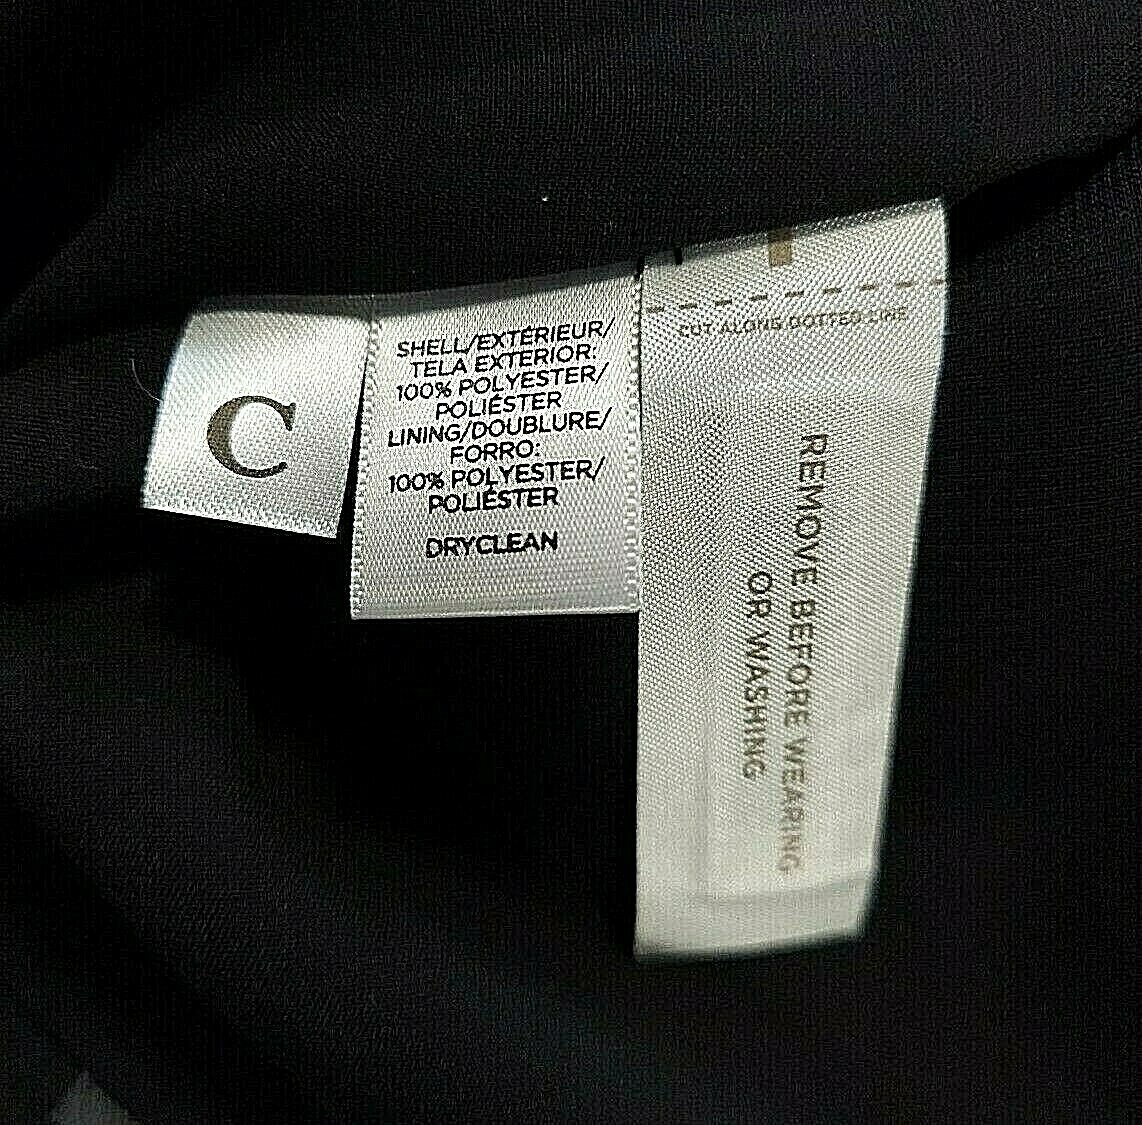 C
SHELL/EXTÉRIEUR/
TELA EXTERIOR:
100% POLYESTER/
POLIÉSTER
LINING/DOUBLURE/
FORRO:
100% POLYESTER/
POLIÉSTER
DRYCLEAN
CUT ALONG DOTTED LINE
REMOVE BEFORE WEARING
OR WASHING